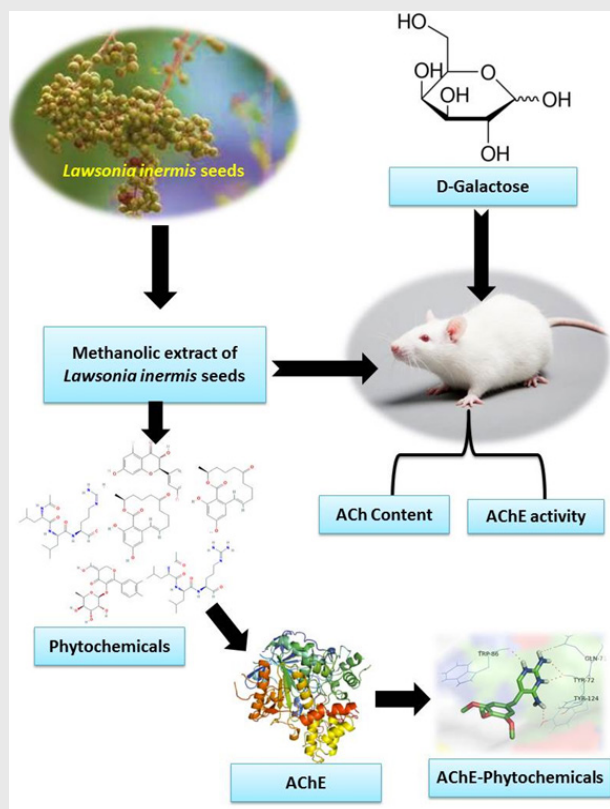 HO
OH
O
OH
OH
OH
Lawsonia inermis seeds
D-Galactose
Methanolic extract of
Lawsonia inermis seeds
ACh Content
AChE activity
Phytochemicals
TRP-86
TYR-72
TYR-124
AChE
AChE-Phytochemicals